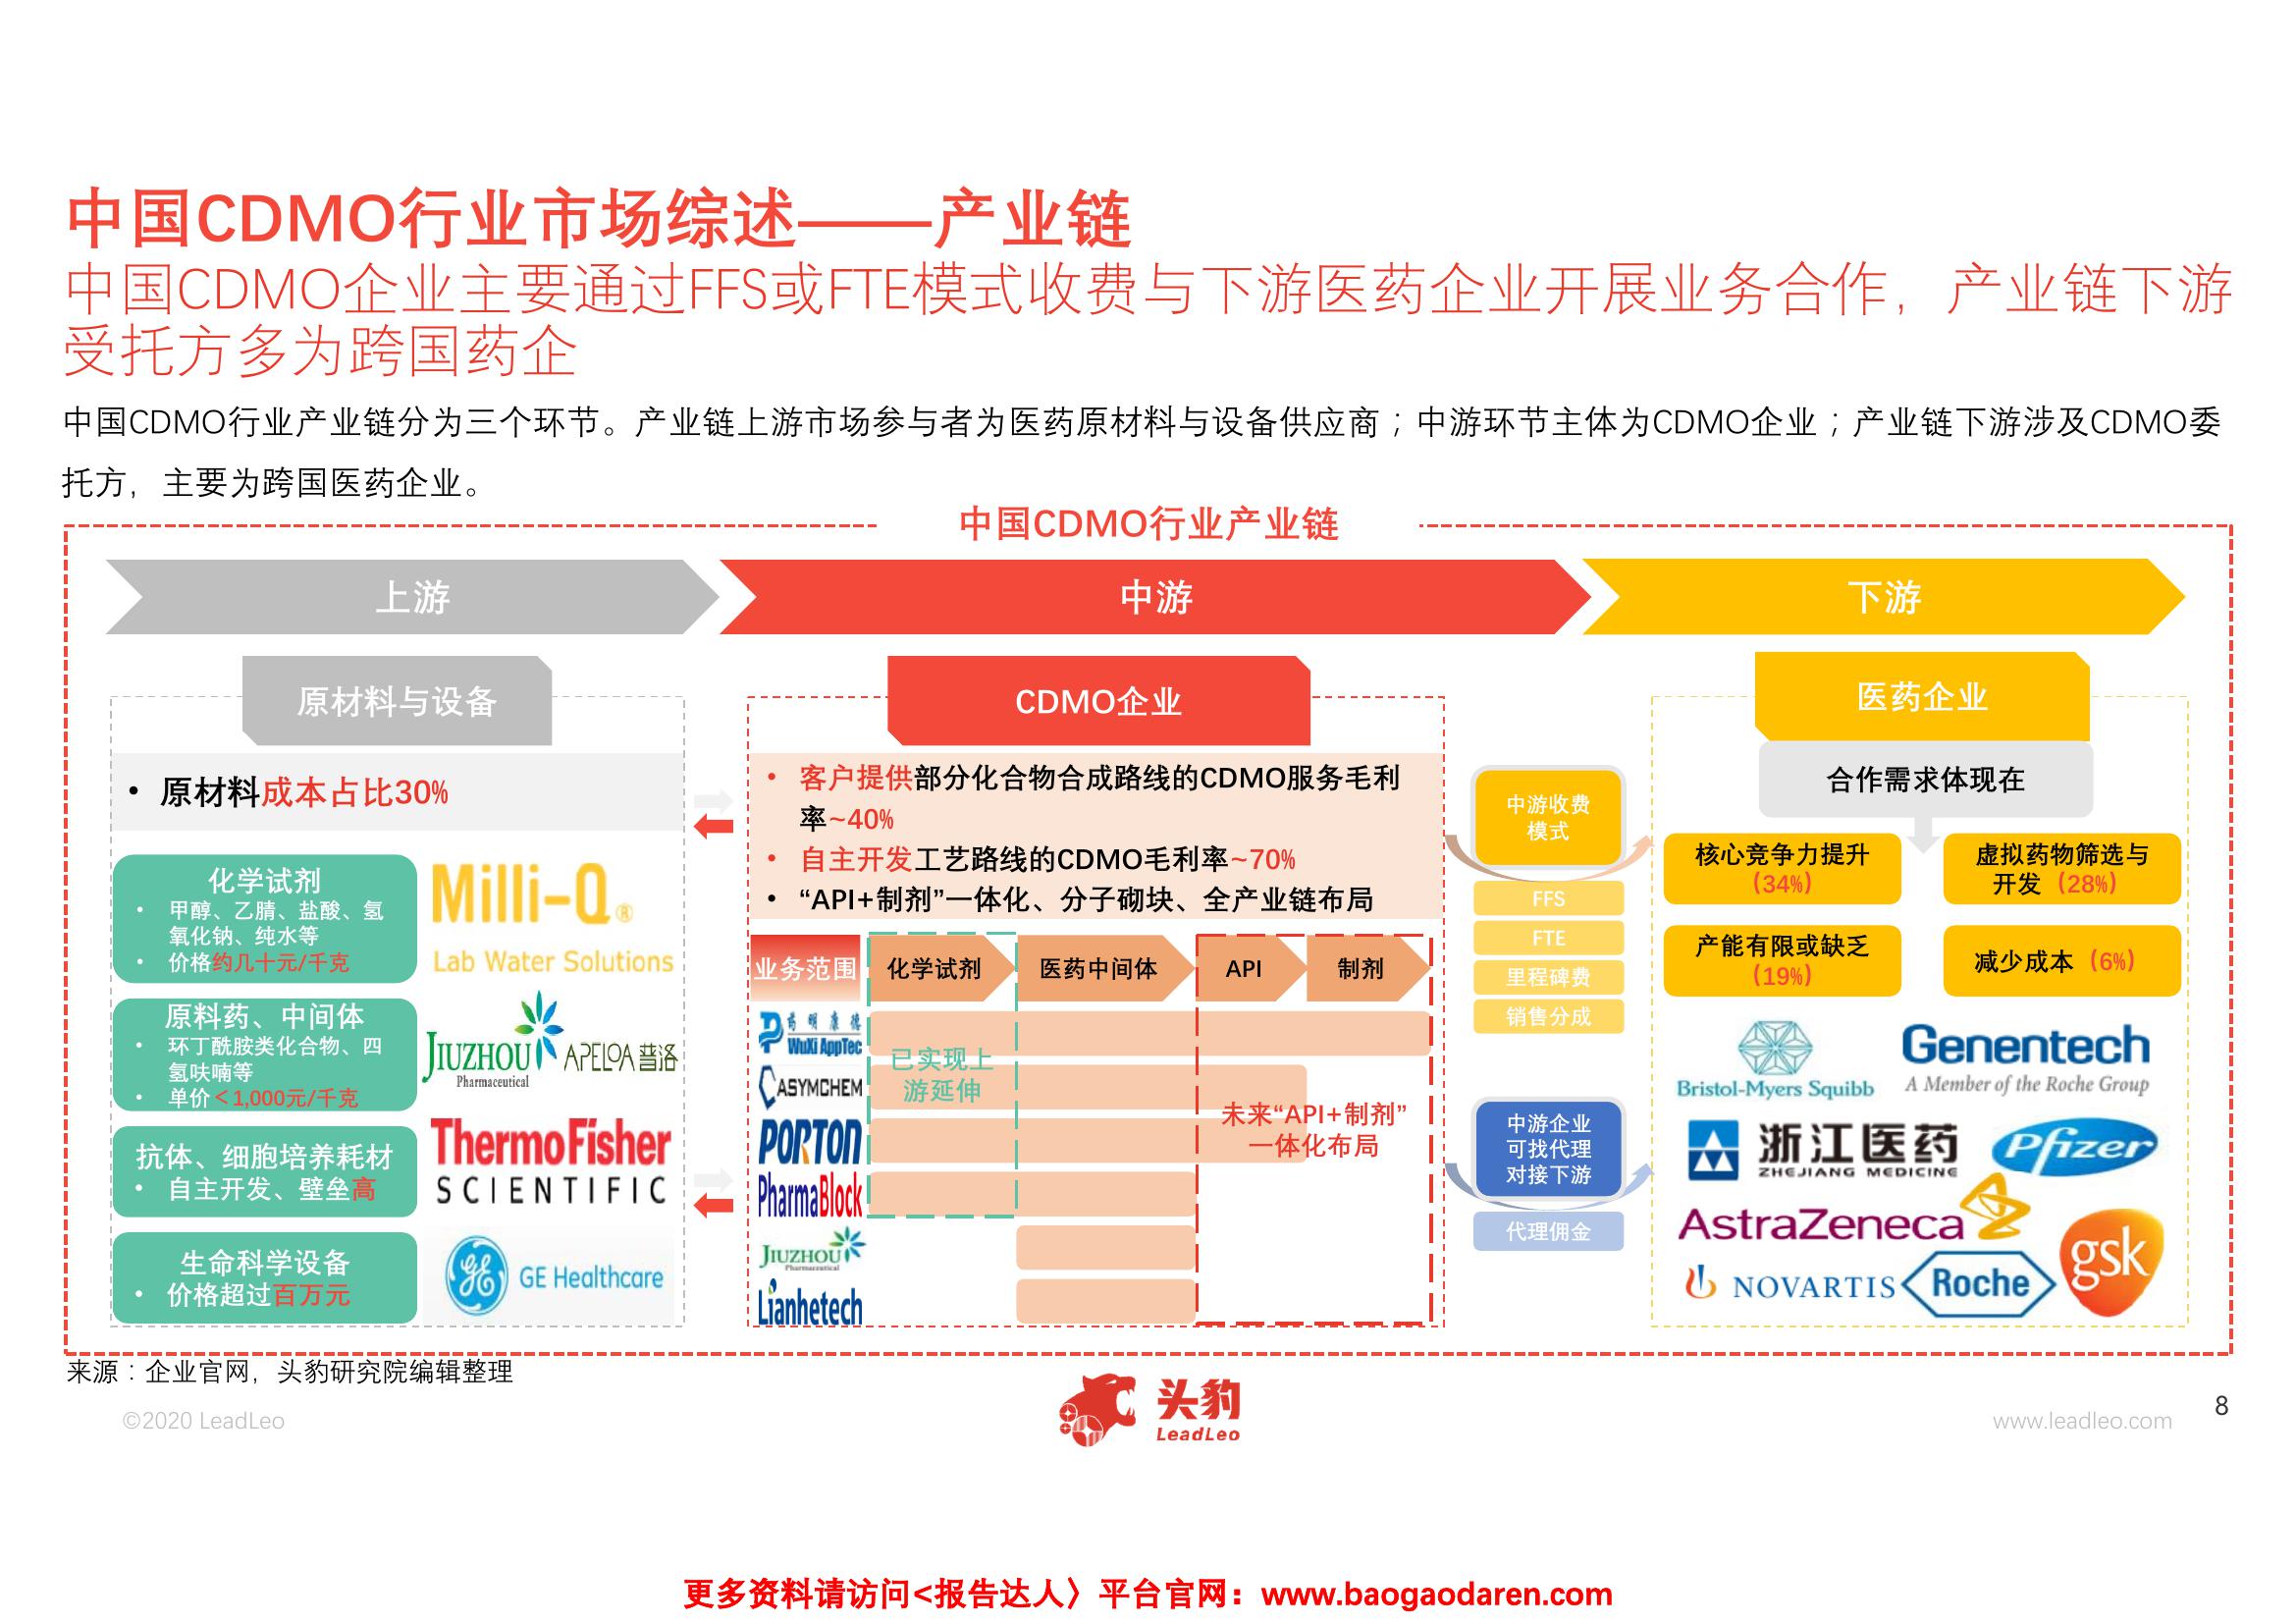 中国CDMO行业市场综述——产业链
中国CDMO企业主要通过FFS或FTE模式收费与下游医药企业开展业务合作，产业链下游
受托方多为跨国药企
中国CDMO行业产业链分为三个环节。产业链上游市场参与者为医药原材料与设备供应商；中游环节主体为CDMO企业；产业链下游涉及CDMO委
托方，主要为跨国医药企业。
中国CDMO行业产业链
上游
中游
下游
原材料与设备
• 原材料成本占比30%
化学试剂
• 甲醇、乙腈、盐酸、氢
氧化钠、纯水等
• 价格约几十元/千克
Milli-Q®
Lab Water Solutions
原料药、中间体
• 环丁酰胺类化合物、四
氢呋喃等
• 单价＜1,000元/千克
JIUZHOU
Pharmaceutical
APELOA 普洛
抗体、细胞培养耗材
• 自主开发、壁垒高
ThermoFisher
SCIENTIFIC
生命科学设备
• 价格超过百万元
GE Healthcare
CDMO企业
• 客户提供部分化合物合成路线的CDMO服务毛利
率~40%
• 自主开发工艺路线的CDMO毛利率~70%
• “API+制剂”一体化、分子砌块、全产业链布局
业务范围
化学试剂
医药中间体
API
制剂
药明康德
WuXi AppTec
ASYMCHEM
PORTON
PharmaBlock
JIUZHOU
Pharmaceutical
Lianhetech
已实现上
游延伸
未来“API+制剂”
一体化布局
中游收费
模式
FFS
FTE
里程碑费
销售分成
中游企业
可找代理
对接下游
代理佣金
医药企业
合作需求体现在
核心竞争力提升
（34%）
虚拟药物筛选与
开发（28%）
产能有限或缺乏
（19%）
减少成本（6%）
Bristol-Myers Squibb
Genentech
A Member of the Roche Group
浙江医药
ZHEJIANG MEDICINE
Pfizer
AstraZeneca
gsk
NOVARTIS
Roche
来源：企业官网，头豹研究院编辑整理
©2020 LeadLeo
头豹
LeadLeo
www.leadleo.com
8
更多资料请访问<报告达人〉平台官网：www.baogaodaren.com